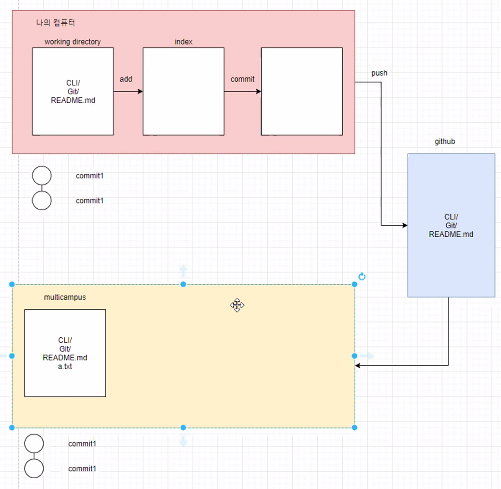 나의 컴퓨터
working directory
index
CLI/
Git/
README.md
add
commit
push
commit1
commit1
github
CLI/
Git/
README.md
multicampus
CLI/
Git/
README.md
a.txt
commit1
commit1